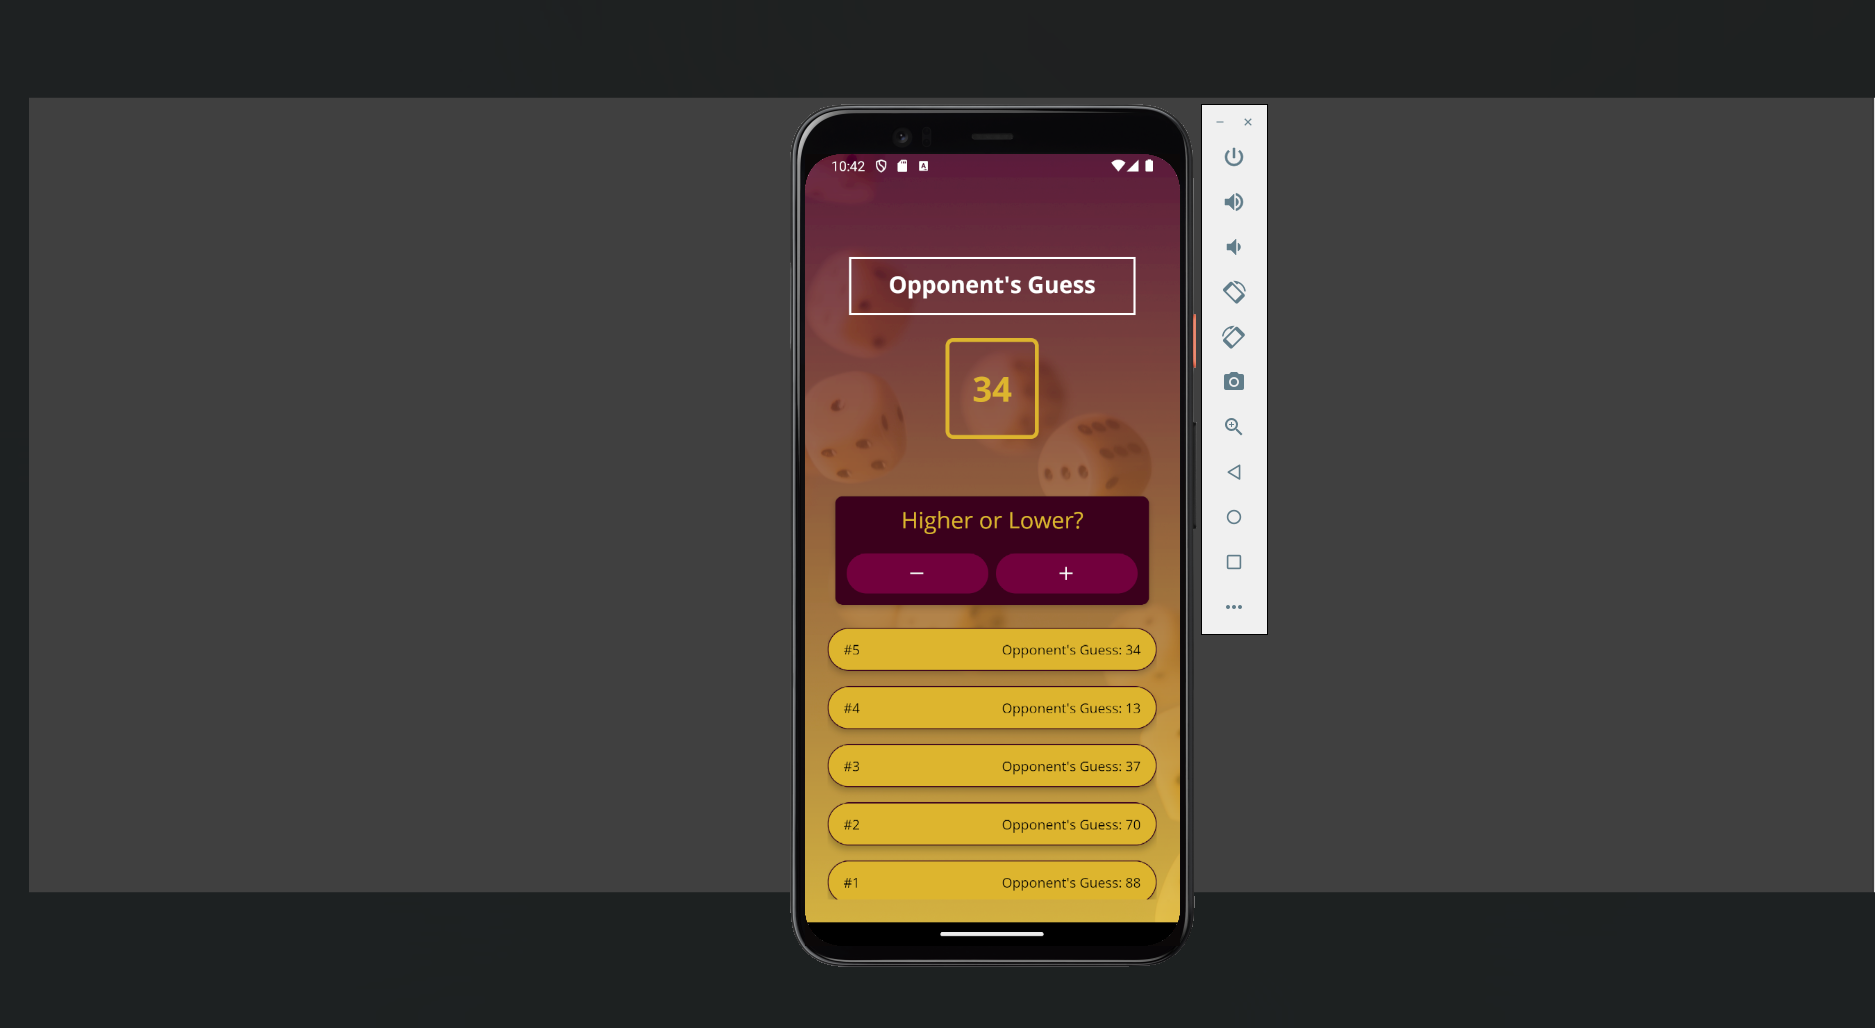 10:42
Opponent's Guess
34
Higher or Lower?
− +
#5 Opponent's Guess: 34
#4 Opponent's Guess: 13
#3 Opponent's Guess: 37
#2 Opponent's Guess: 70
#1 Opponent's Guess: 88